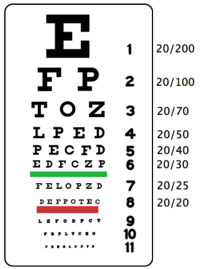 E 1 20/200
F P 2 20/100
T O Z 3 20/70
L P E D 4 20/50
P E C F D 5 20/40
E D F C Z P 6 20/30
F E L O P Z D 7 20/25
D E F P O T E C 8 20/20
L E F O D P C T 9
10
11